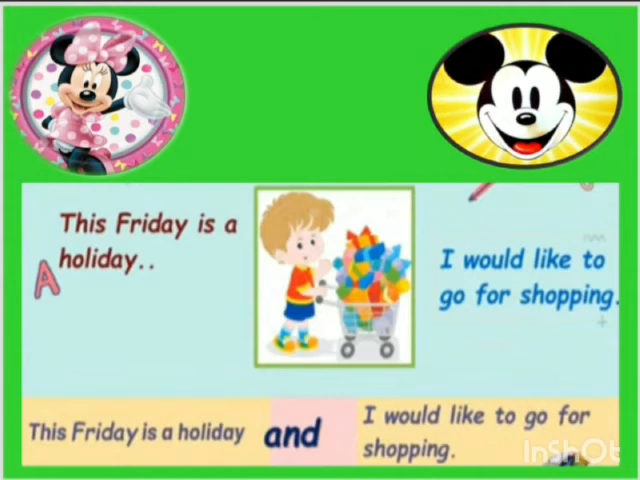 This Friday is a
holiday..
A
I would like to
go for shopping.
This Friday is a holiday and I would like to go for
shopping.
InShOt